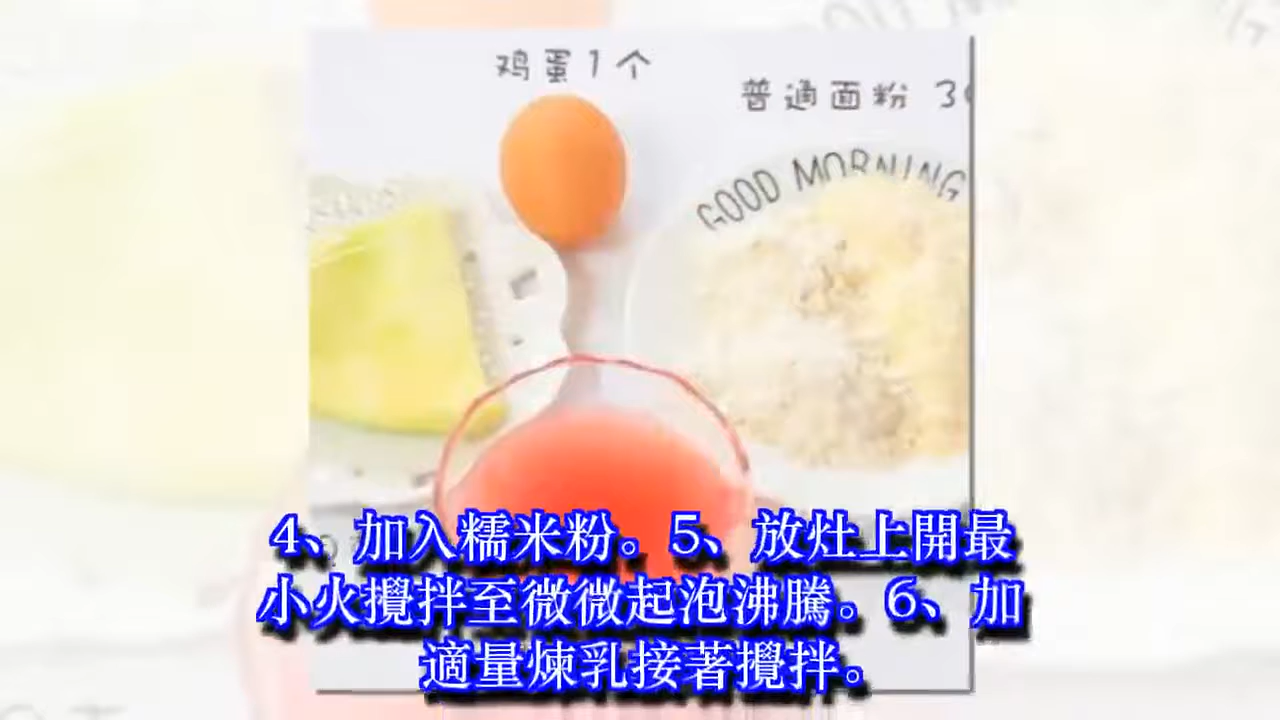 鸡蛋1个
普通面粉 3
GOOD MORNING
4、加入糯米粉。5、放灶上開最
小火攪拌至微微起泡沸騰。6、加
適量煉乳接著攪拌。